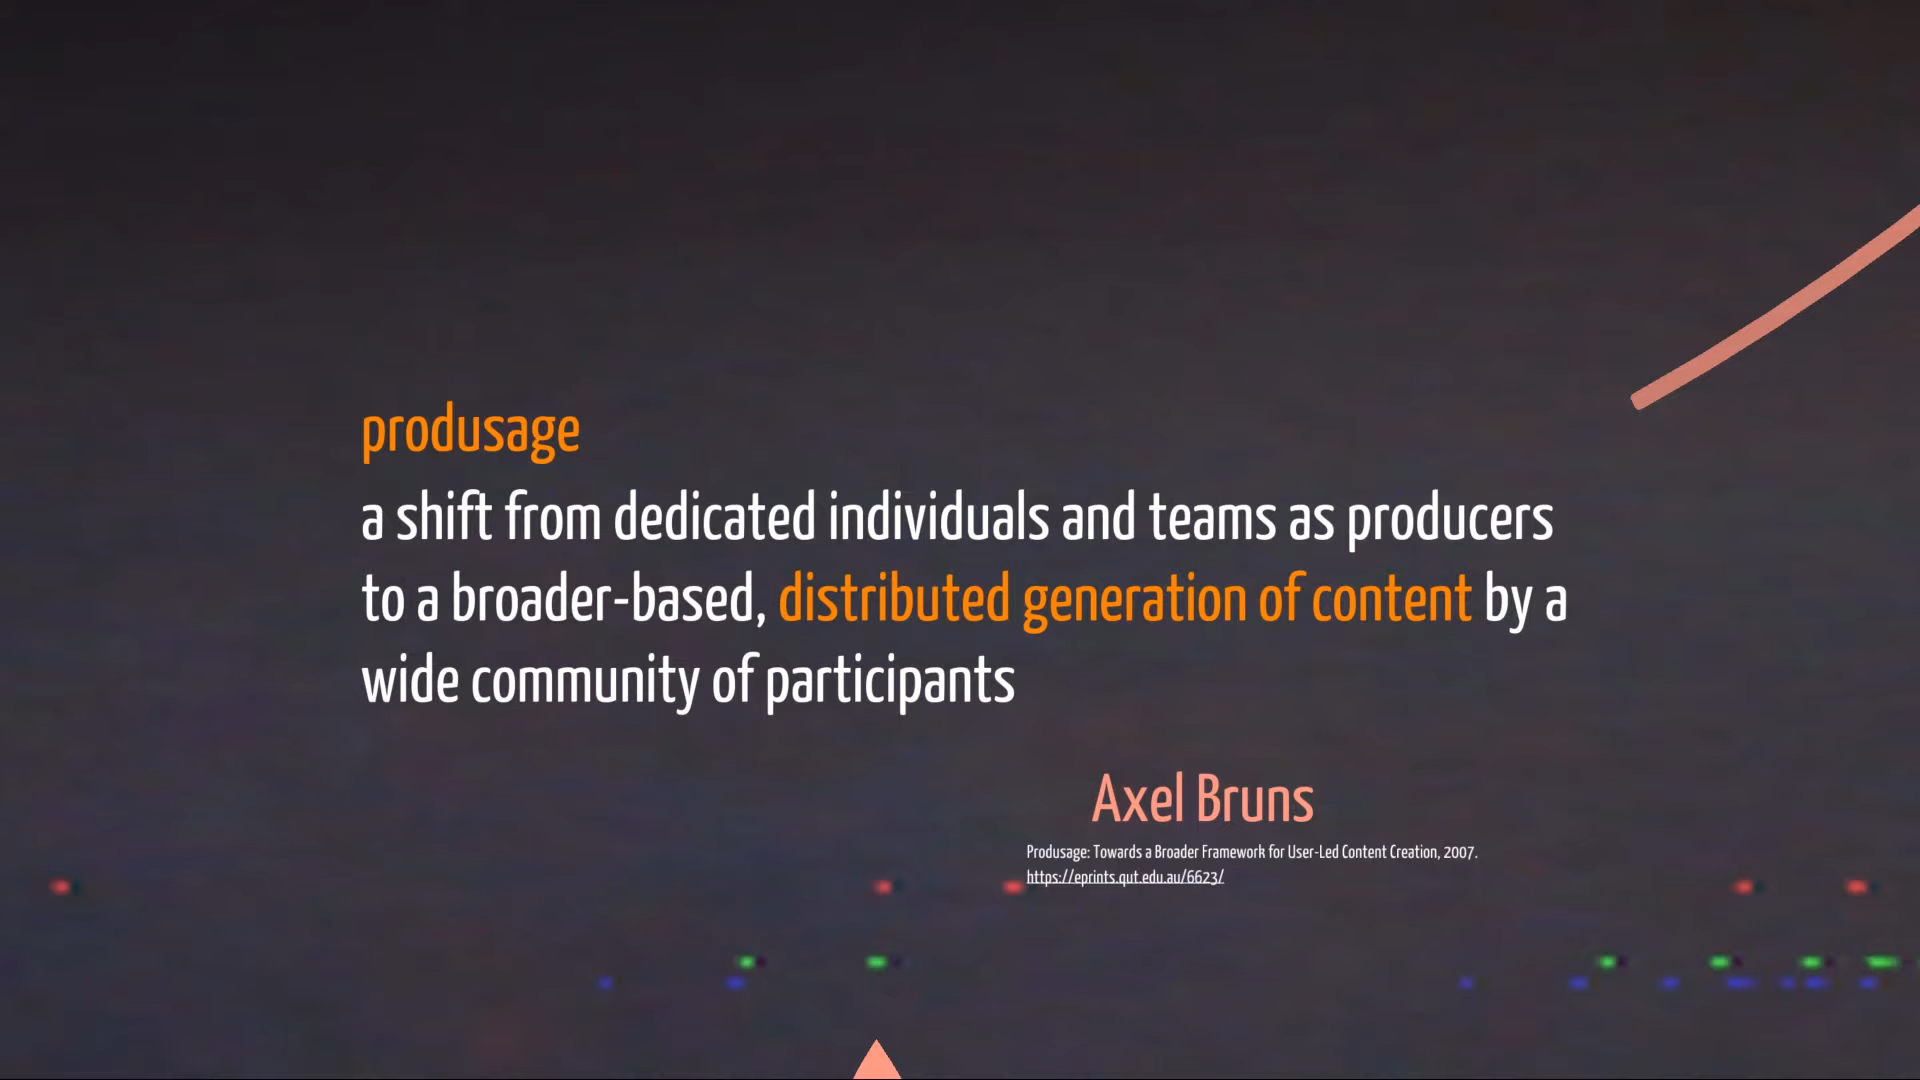 produsage
a shift from dedicated individuals and teams as producers
to a broader-based, distributed generation of content by a
wide community of participants
Axel Bruns
Produsage: Towards a Broader Framework for User-Led Content Creation, 2007.
https://eprints.qut.edu.au/6623/